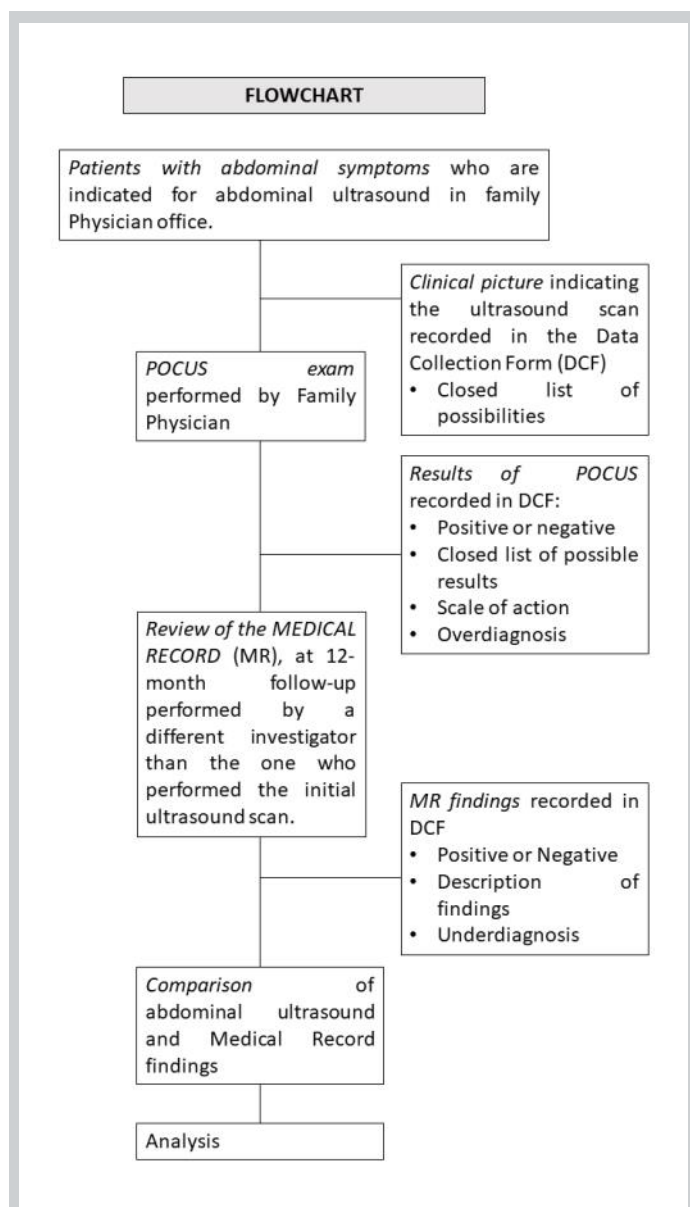 FLOWCHART
Patients with abdominal symptoms who are
indicated for abdominal ultrasound in family
Physician office.
Clinical picture indicating
the ultrasound scan
recorded in the Data
Collection Form (DCF)
• Closed list of
possibilities
POCUS exam
performed by Family
Physician
Results of POCUS
recorded in DCF:
• Positive or negative
• Closed list of possible
results
• Scale of action
• Overdiagnosis
Review of the MEDICAL
RECORD (MR), at 12-
month follow-up
performed by a
different investigator
than the one who
performed the initial
ultrasound scan.
MR findings recorded in
DCF
• Positive or Negative
• Description of
findings
• Underdiagnosis
Comparison of
abdominal ultrasound
and Medical Record
findings
Analysis